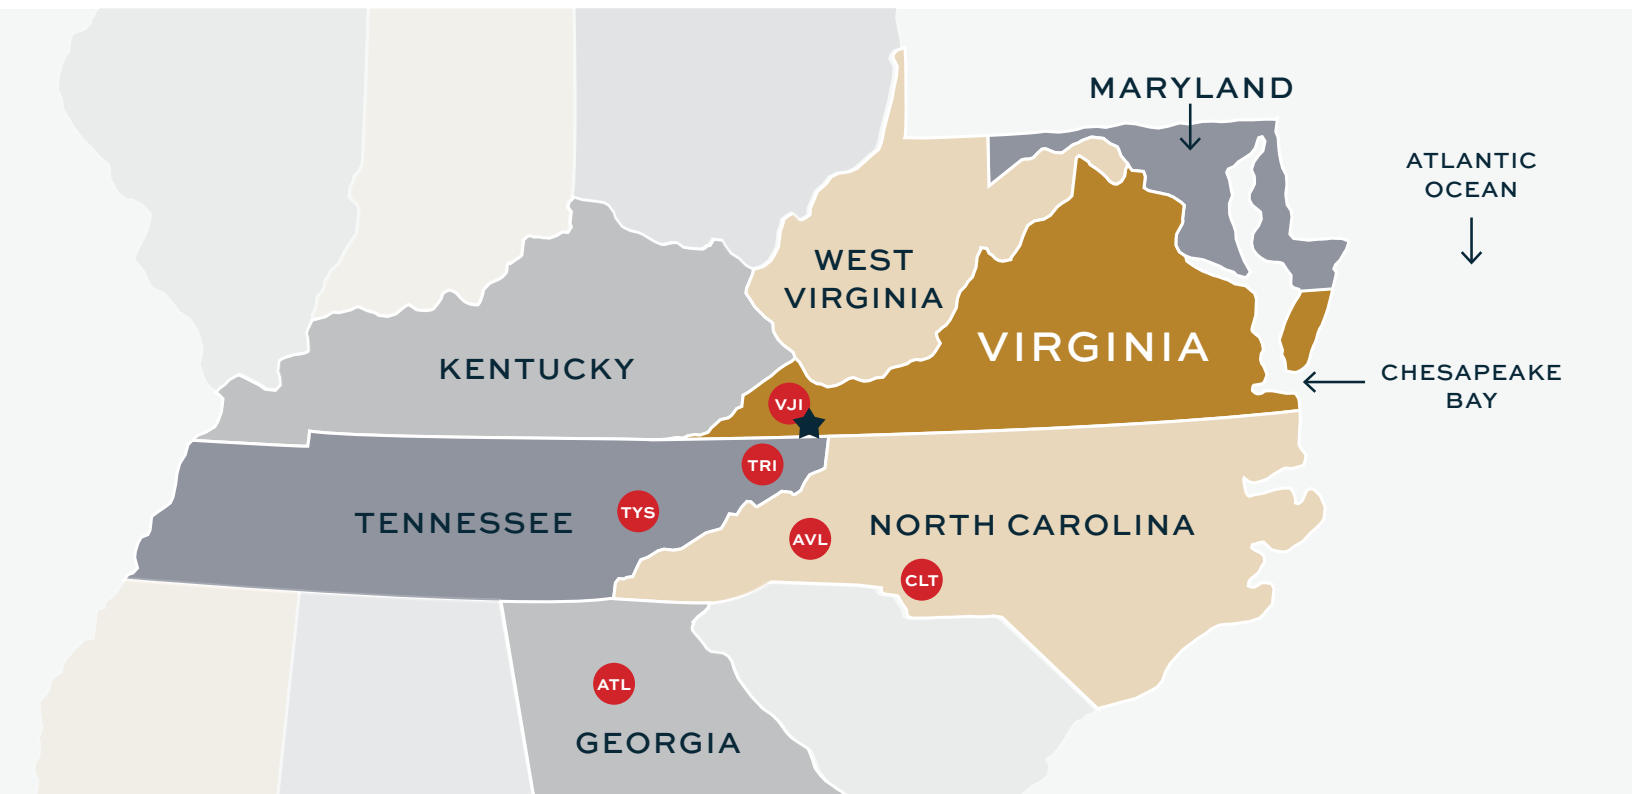 MARYLAND
ATLANTIC
OCEAN
WEST
VIRGINIA
VIRGINIA
KENTUCKY
CHESAPEAKE
BAY
VJI
TRI
TYS
TENNESSEE
AVL
NORTH CAROLINA
CLT
ATL
GEORGIA